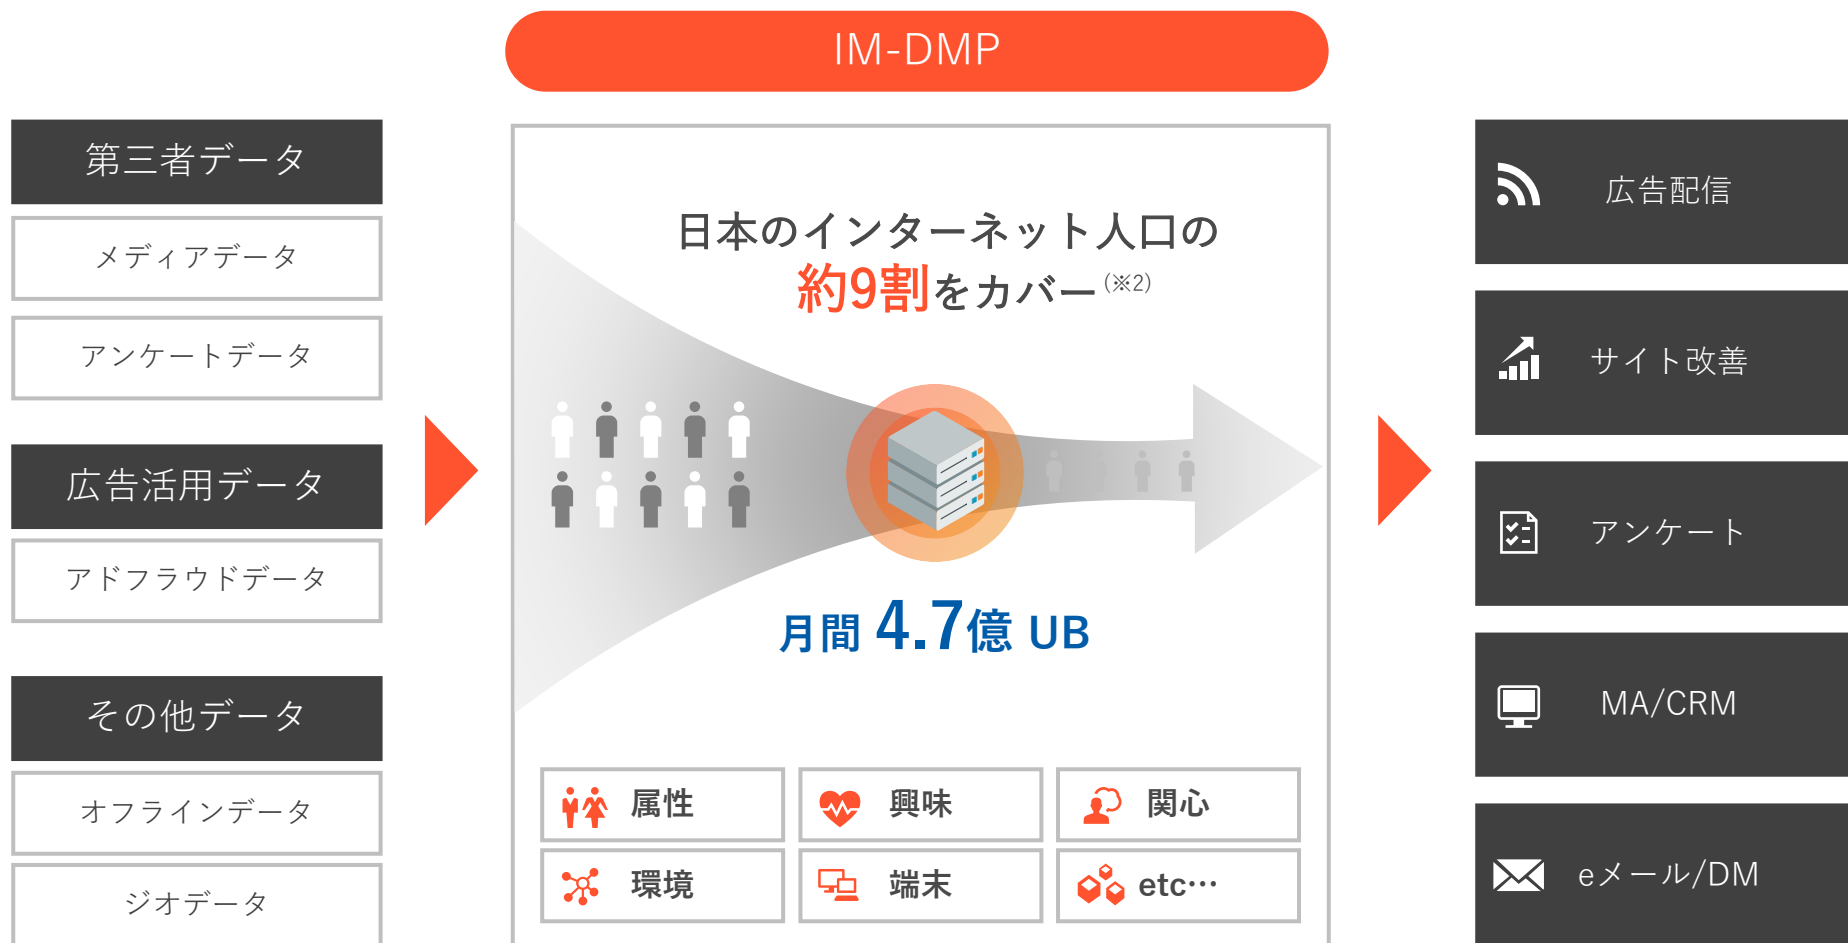 IM-DMP
第三者データ
メディアデータ
アンケートデータ
広告活用データ
アドフラウドデータ
その他データ
オフラインデータ
ジオデータ
日本のインターネット人口の
約9割をカバー(※2)
月間 4.7億 UB
属性
興味
関心
環境
端末
etc…
広告配信
サイト改善
アンケート
MA/CRM
eメール/DM